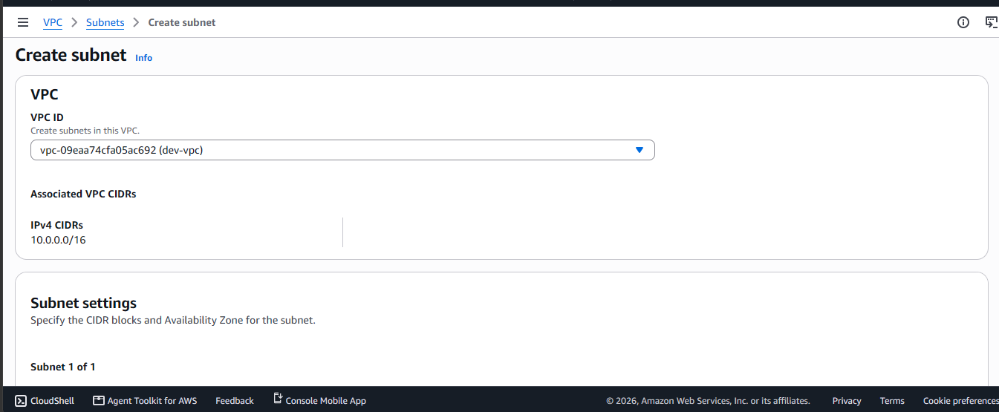 VPC > Subnets > Create subnet
Create subnet Info
VPC
VPC ID
Create subnets in this VPC.
vpc-09eaa74cfa05ac692 (dev-vpc)
Associated VPC CIDRs
IPv4 CIDRs
10.0.0.0/16
Subnet settings
Specify the CIDR blocks and Availability Zone for the subnet.
Subnet 1 of 1
CloudShell Agent Toolkit for AWS Feedback Console Mobile App © 2026, Amazon Web Services, Inc. or its affiliates. Privacy Terms Cookie preferences